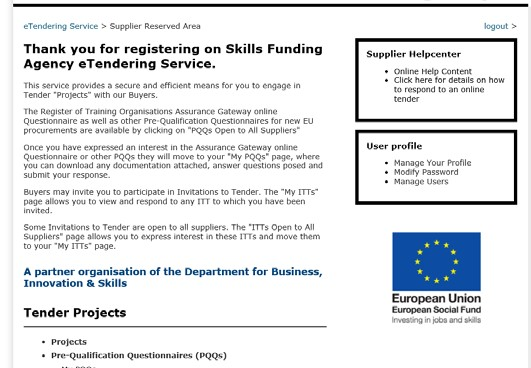 eTendering Service > Supplier Reserved Area
logout >
Thank you for registering on Skills Funding
Agency eTendering Service.
This service provides a secure and efficient means for you to engage in
Tender "Projects" with our Buyers.
The Register of Training Organisations Assurance Gateway online
Questionnaire as well as other Pre-Qualification Questionnaires for new EU
procurements are available by clicking on "PQQs Open to All Suppliers"
Once you have expressed an interest in the Assurance Gateway online
Questionnaire or other PQQs they will move to your "My PQQs" page, where
you can download any documentation attached, answer questions posed and
submit your response.
Buyers may invite you to participate in Invitations to Tender. The "My ITTs"
page allows you to view and respond to any ITT to which you have been
invited.
Some Invitations to Tender are open to all suppliers. The "ITTs Open to All
Suppliers" page allows you to express interest in these ITTs and move them
to your "My ITTs" page.
A partner organisation of the Department for Business,
Innovation & Skills
Tender Projects
• Projects
• Pre-Qualification Questionnaires (PQQs)
Supplier Helpcenter
• Online Help Content
• Click here for details on how
to respond to an online
tender
User profile
• Manage Your Profile
• Modify Password
• Manage Users
European Union
European Social Fund
Investing in jobs and skills